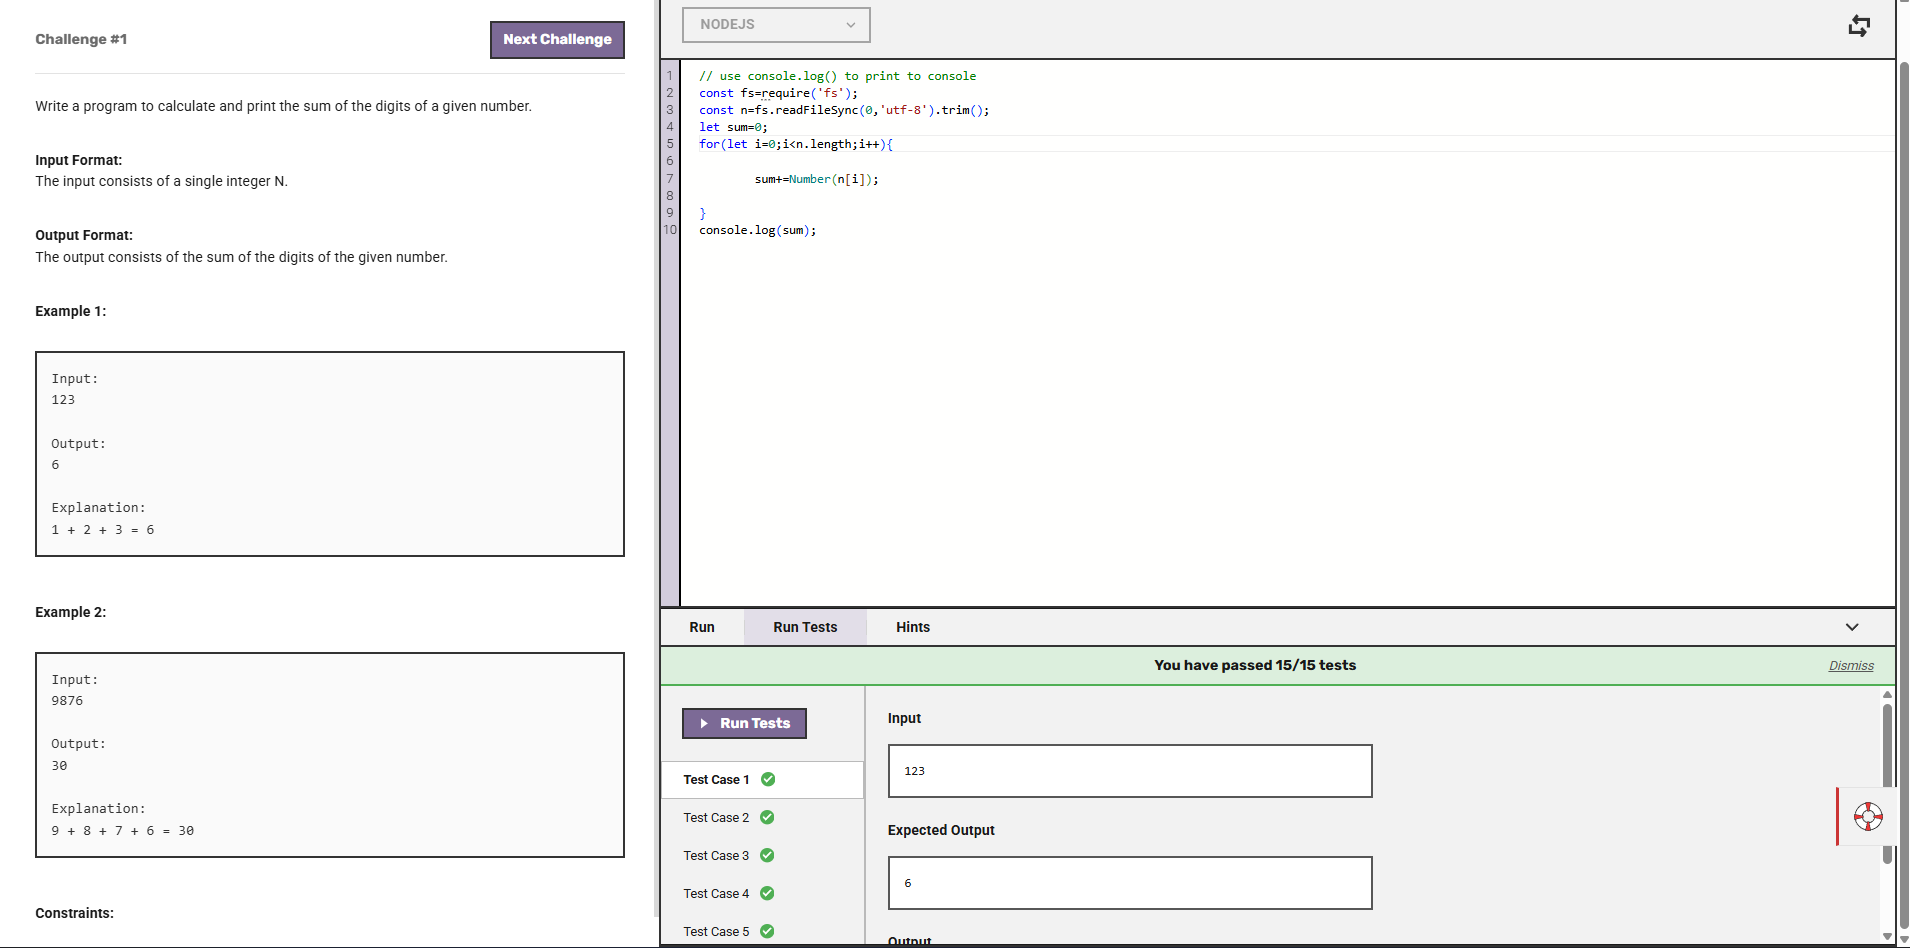 Challenge #1
Next Challenge
Write a program to calculate and print the sum of the digits of a given number.
Input Format:
The input consists of a single integer N.
Output Format:
The output consists of the sum of the digits of the given number.
Example 1:
Input:
123
Output:
6
Explanation:
1 + 2 + 3 = 6
Example 2:
Input:
9876
Output:
30
Explanation:
9 + 8 + 7 + 6 = 30
Constraints:
NODEJS
1 // use console.log() to print to console
2 const fs=require('fs');
3 const n=fs.readFileSync(0,'utf-8').trim();
4 let sum=0;
5 for(let i=0;i<n.length;i++){
6
7 sum+=Number(n[i]);
8
9 }
10 console.log(sum);
Run
Run Tests
Hints
You have passed 15/15 tests
Dismiss
Run Tests
Test Case 1
Test Case 2
Test Case 3
Test Case 4
Test Case 5
Input
123
Expected Output
6
Output